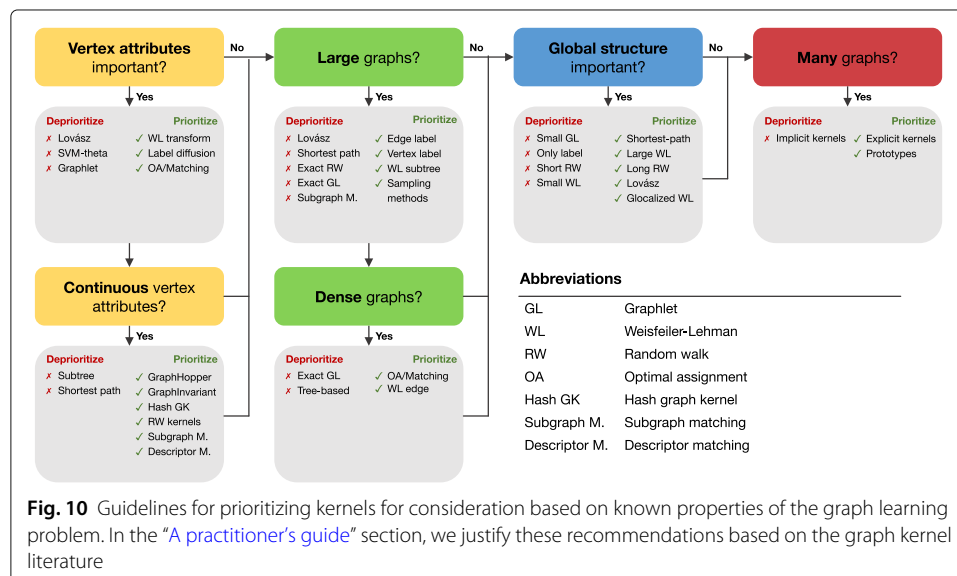 Vertex attributes
important?
No
Large graphs?
No
Global structure
important?
No
Many graphs?
Yes
Yes
Yes
Yes
Deprioritize
Prioritize
✗ Lovász
✗ SVM-theta
✗ Graphlet
✓ WL transform
✓ Label diffusion
✓ OA/Matching
Deprioritize
Prioritize
✗ Lovász
✗ Shortest path
✗ Exact RW
✗ Exact GL
✗ Subgraph M.
✓ Edge label
✓ Vertex label
✓ WL subtree
✓ Sampling
methods
Deprioritize
Prioritize
✗ Small GL
✗ Only label
✗ Short RW
✗ Small WL
✓ Shortest-path
✓ Large WL
✓ Long RW
✓ Lovász
✓ Glocalized WL
Deprioritize
Prioritize
✗ Implicit kernels
✓ Explicit kernels
✓ Prototypes
Continuous vertex
attributes?
Dense graphs?
Yes
Yes
Deprioritize
Prioritize
✗ Subtree
✗ Shortest path
✓ GraphHopper
✓ GraphInvariant
✓ Hash GK
✓ RW kernels
✓ Subgraph M.
✓ Descriptor M.
Deprioritize
Prioritize
✗ Exact GL
✗ Tree-based
✓ OA/Matching
✓ WL edge
Abbreviations
GL Graphlet
WL Weisfeiler-Lehman
RW Random walk
OA Optimal assignment
Hash GK Hash graph kernel
Subgraph M. Subgraph matching
Descriptor M. Descriptor matching
Fig. 10 Guidelines for prioritizing kernels for consideration based on known properties of the graph learning
problem. In the “A practitioner’s guide” section, we justify these recommendations based on the graph kernel
literature